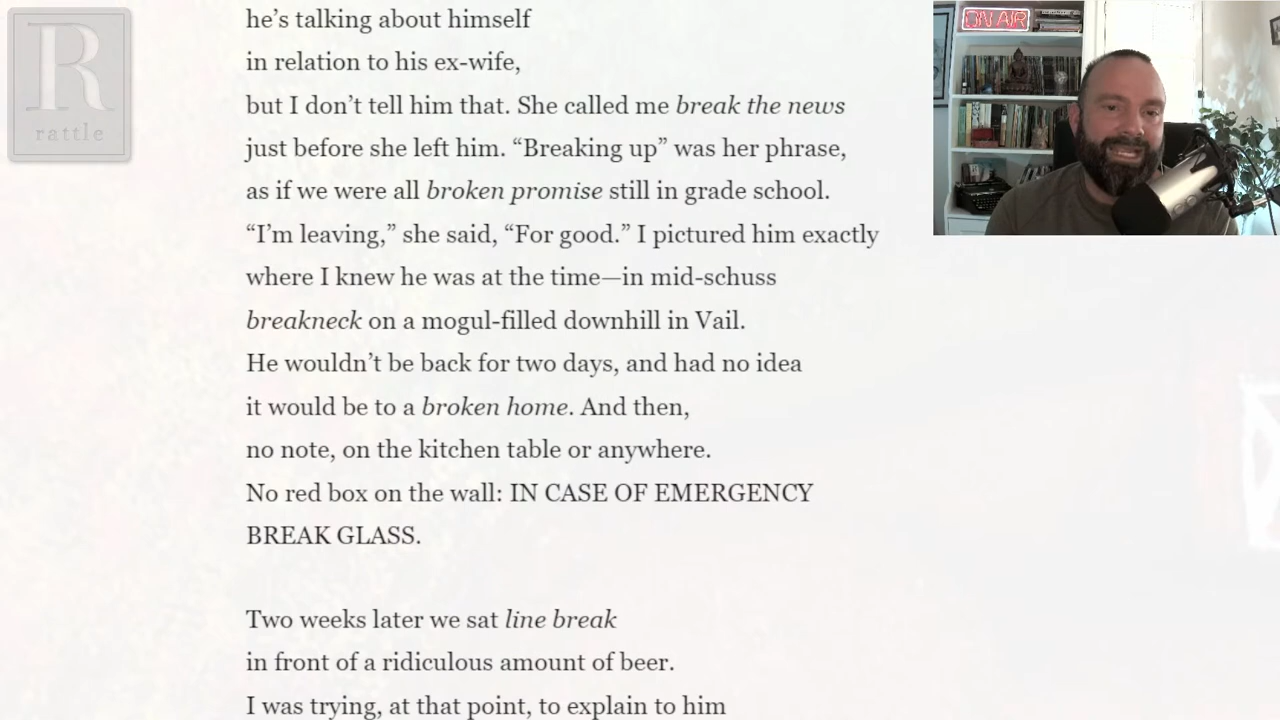 R
rattle
he’s talking about himself
in relation to his ex-wife,
but I don’t tell him that. She called me break the news
just before she left him. “Breaking up” was her phrase,
as if we were all broken promise still in grade school.
“I’m leaving,” she said, “For good.” I pictured him exactly
where I knew he was at the time—in mid-schuss
breakneck on a mogul-filled downhill in Vail.
He wouldn’t be back for two days, and had no idea
it would be to a broken home. And then,
no note, on the kitchen table or anywhere.
No red box on the wall: IN CASE OF EMERGENCY
BREAK GLASS.
Two weeks later we sat line break
in front of a ridiculous amount of beer.
I was trying, at that point, to explain to him
ON AIR